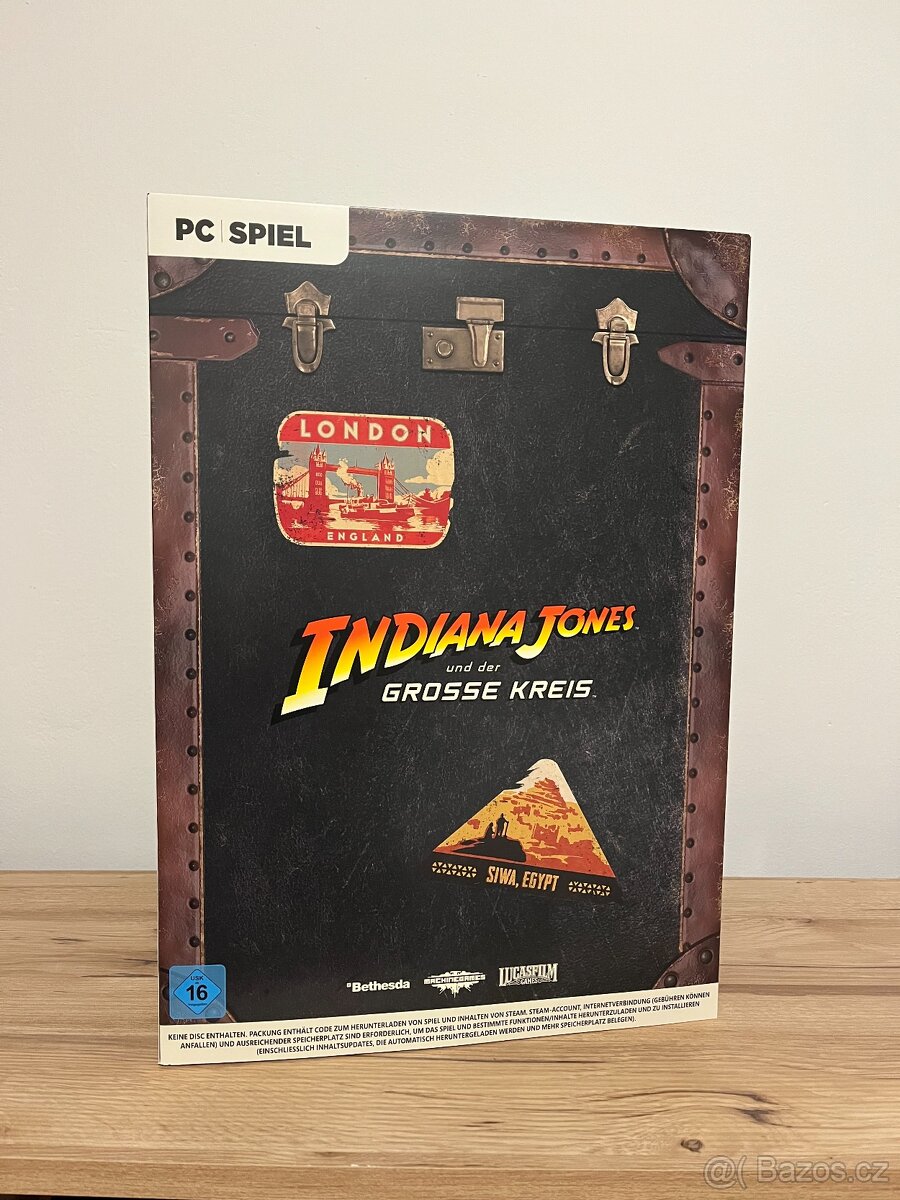 PC | SPIEL
LONDON
ENGLAND
INDIANA JONES™
und der
GROSSE KREIS™
SIWA, EGYPT
USK
16
Bethesda
MACHINEGAMES
LUCASFILM
GAMES
KEINE DISC ENTHALTEN. PACKUNG ENTHÄLT CODE ZUM HERUNTERLADEN VON SPIEL UND INHALTEN VON STEAM. STEAM-ACCOUNT, INTERNETVERBINDUNG (GEBÜHREN KÖNNEN
ANFALLEN) UND AUSREICHENDER SPEICHERPLATZ SIND ERFORDERLICH, UM DAS SPIEL UND BESTIMMTE FUNKTIONEN/INHALTE HERUNTERZULADEN UND ZU INSTALLIEREN
(EINSCHLIESSLICH INHALTSUPDATES, DIE AUTOMATISCH HERUNTERGELADEN WERDEN UND MEHR SPEICHERPLATZ BELEGEN).
@( Bazos.cz